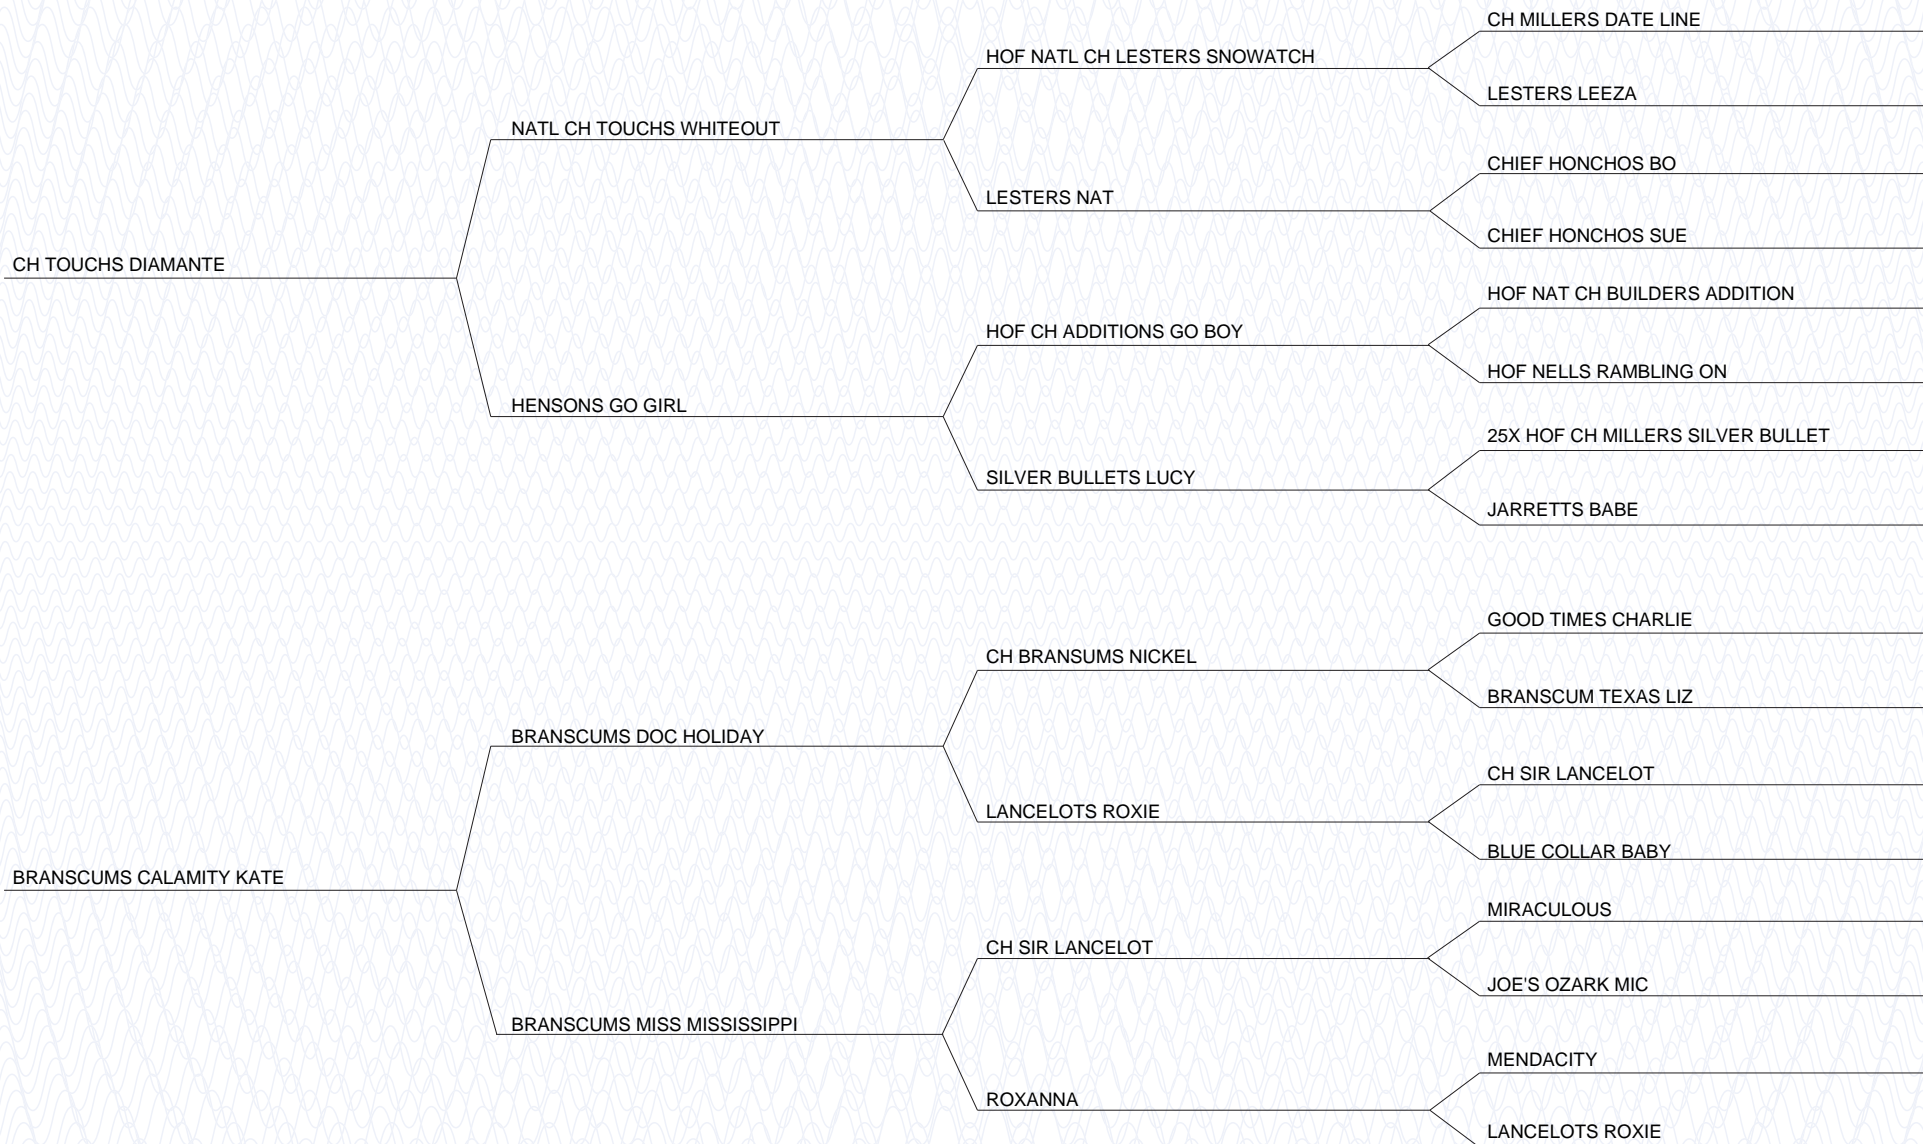 CH MILLERS DATE LINE
HOF NATL CH LESTERS SNOWATCH
LESTERS LEEZA
NATL CH TOUCHS WHITEOUT
CHIEF HONCHOS BO
LESTERS NAT
CHIEF HONCHOS SUE
CH TOUCHS DIAMANTE
HOF NAT CH BUILDERS ADDITION
HOF CH ADDITIONS GO BOY
HOF NELLS RAMBLING ON
HENSONS GO GIRL
25X HOF CH MILLERS SILVER BULLET
SILVER BULLETS LUCY
JARRETTS BABE
GOOD TIMES CHARLIE
CH BRANSUMS NICKEL
BRANSCUM TEXAS LIZ
BRANSCUMS DOC HOLIDAY
CH SIR LANCELOT
LANCELOTS ROXIE
BLUE COLLAR BABY
BRANSCUMS CALAMITY KATE
MIRACULOUS
CH SIR LANCELOT
JOE'S OZARK MIC
BRANSCUMS MISS MISSISSIPPI
MENDACITY
ROXANNA
LANCELOTS ROXIE